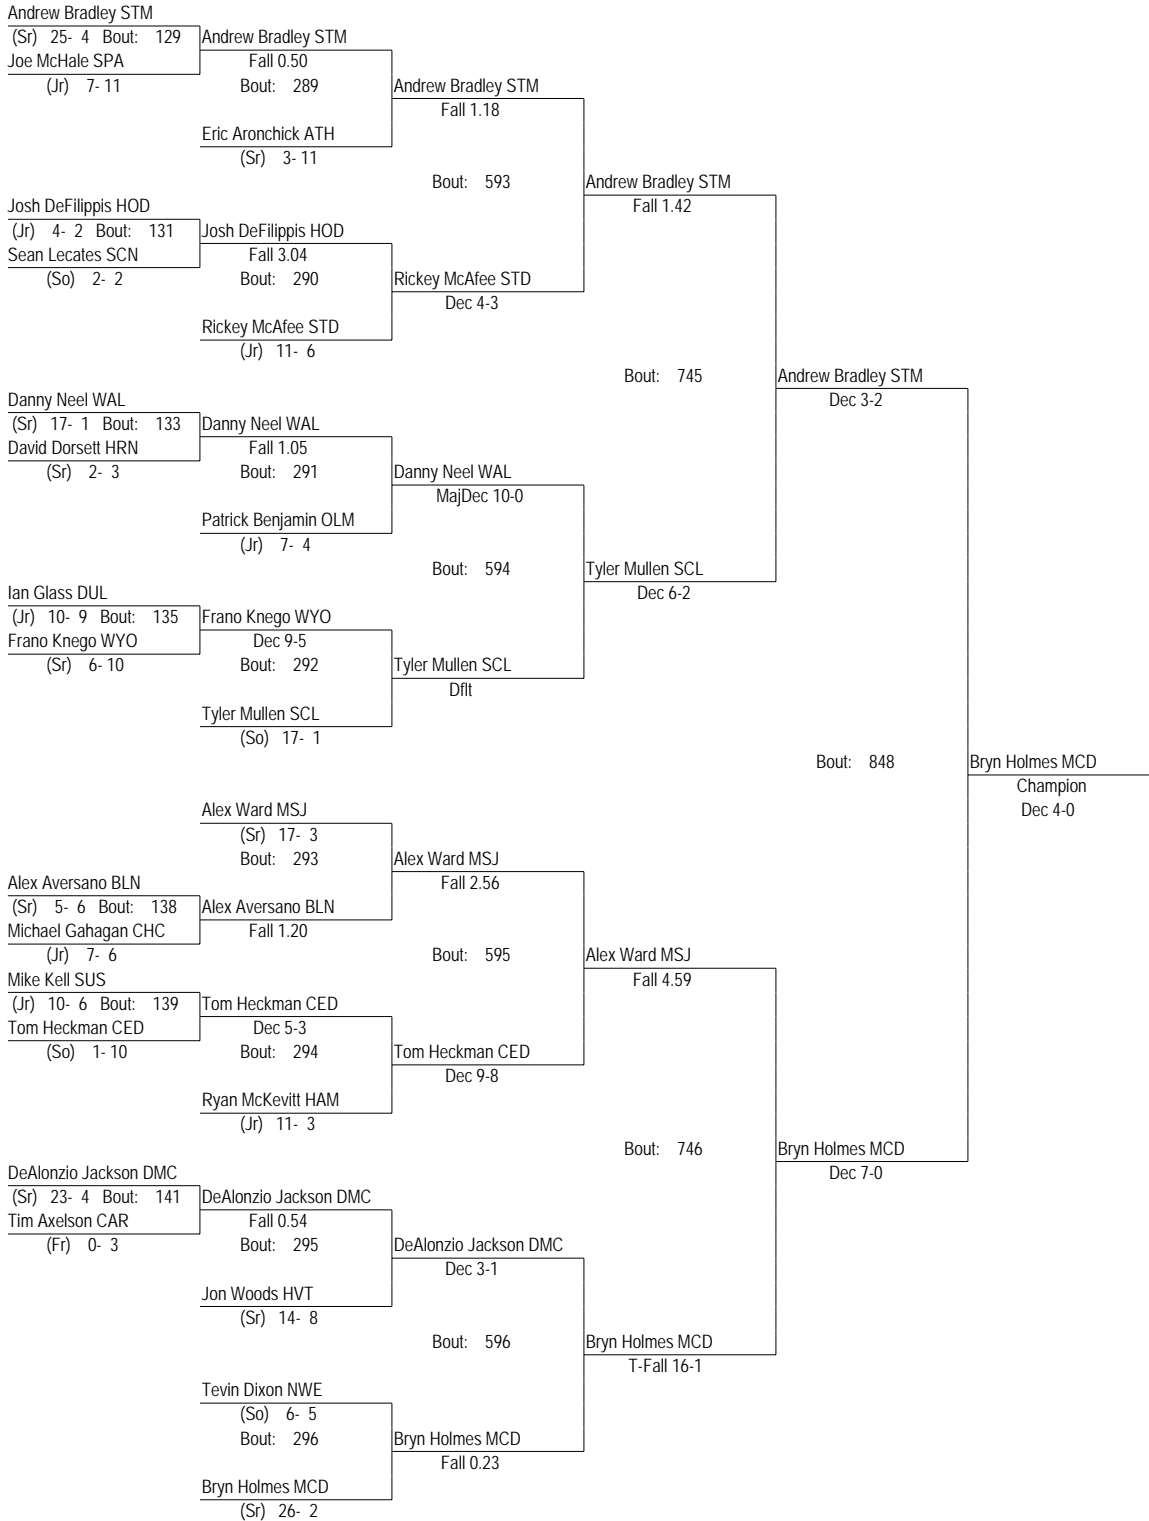 Andrew Bradley STM
(Sr) 25- 4 Bout: 129
Andrew Bradley STM
Joe McHale SPA
Fall 0.50
(Jr) 7- 11
Bout: 289
Andrew Bradley STM
Fall 1.18
Eric Aronchick ATH
(Sr) 3- 11
Bout: 593
Andrew Bradley STM
Fall 1.42
Josh DeFilippis HOD
(Jr) 4- 2 Bout: 131
Josh DeFilippis HOD
Sean Lecates SCN
Fall 3.04
(So) 2- 2
Bout: 290
Rickey McAfee STD
Dec 4-3
Rickey McAfee STD
(Jr) 11- 6
Bout: 745
Andrew Bradley STM
Dec 3-2
Danny Neel WAL
(Sr) 17- 1 Bout: 133
Danny Neel WAL
David Dorsett HRN
Fall 1.05
(Sr) 2- 3
Bout: 291
Danny Neel WAL
MajDec 10-0
Patrick Benjamin OLM
(Jr) 7- 4
Bout: 594
Tyler Mullen SCL
Dec 6-2
Ian Glass DUL
(Jr) 10- 9 Bout: 135
Frano Knego WYO
Frano Knego WYO
Dec 9-5
(Sr) 6- 10
Bout: 292
Tyler Mullen SCL
Dflt
Tyler Mullen SCL
(So) 17- 1
Bout: 848
Bryn Holmes MCD
Champion
Dec 4-0
Alex Ward MSJ
(Sr) 17- 3
Bout: 293
Alex Ward MSJ
Fall 2.56
Alex Aversano BLN
(Sr) 5- 6 Bout: 138
Alex Aversano BLN
Michael Gahagan CHC
Fall 1.20
(Jr) 7- 6
Bout: 595
Alex Ward MSJ
Fall 4.59
Mike Kell SUS
(Jr) 10- 6 Bout: 139
Tom Heckman CED
Tom Heckman CED
Dec 5-3
(So) 1- 10
Bout: 294
Tom Heckman CED
Dec 9-8
Ryan McKevitt HAM
(Jr) 11- 3
Bout: 746
Bryn Holmes MCD
Dec 7-0
DeAlonzio Jackson DMC
(Sr) 23- 4 Bout: 141
DeAlonzio Jackson DMC
Tim Axelson CAR
Fall 0.54
(Fr) 0- 3
Bout: 295
DeAlonzio Jackson DMC
Dec 3-1
Jon Woods HVT
(Sr) 14- 8
Bout: 596
Bryn Holmes MCD
T-Fall 16-1
Tevin Dixon NWE
(So) 6- 5
Bout: 296
Bryn Holmes MCD
Fall 0.23
Bryn Holmes MCD
(Sr) 26- 2